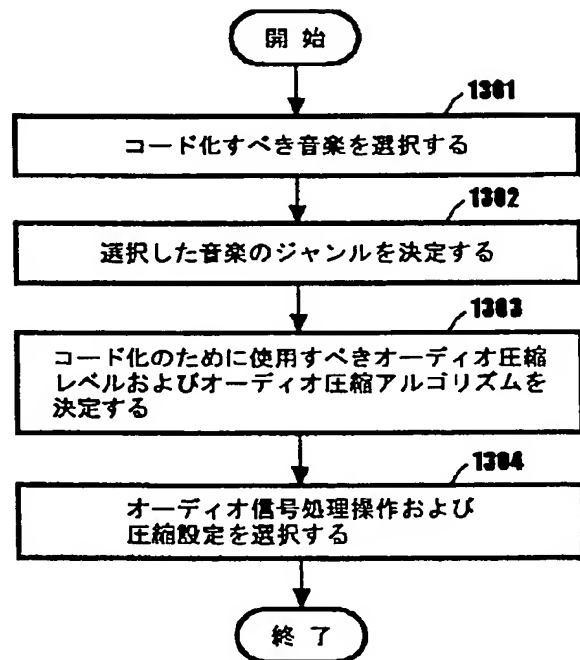 開始
1301
コード化すべき音楽を選択する
1302
選択した音楽のジャンルを決定する
1303
コード化のために使用すべきオーディオ圧縮
レベルおよびオーディオ圧縮アルゴリズムを
決定する
1304
オーディオ信号処理操作および
圧縮設定を選択する
終了